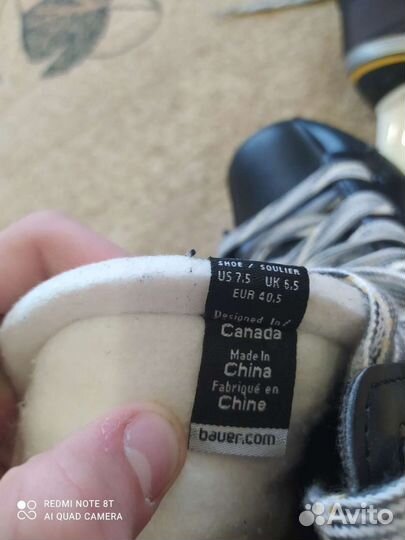 SHOE / SOULIER
US 7.5 UK 6.5
EUR 40.5
Designed In/
Canada
Made In
China
Fabriqué en
Chine
bauer.com
REDMI NOTE 8T
AI QUAD CAMERA
Avito